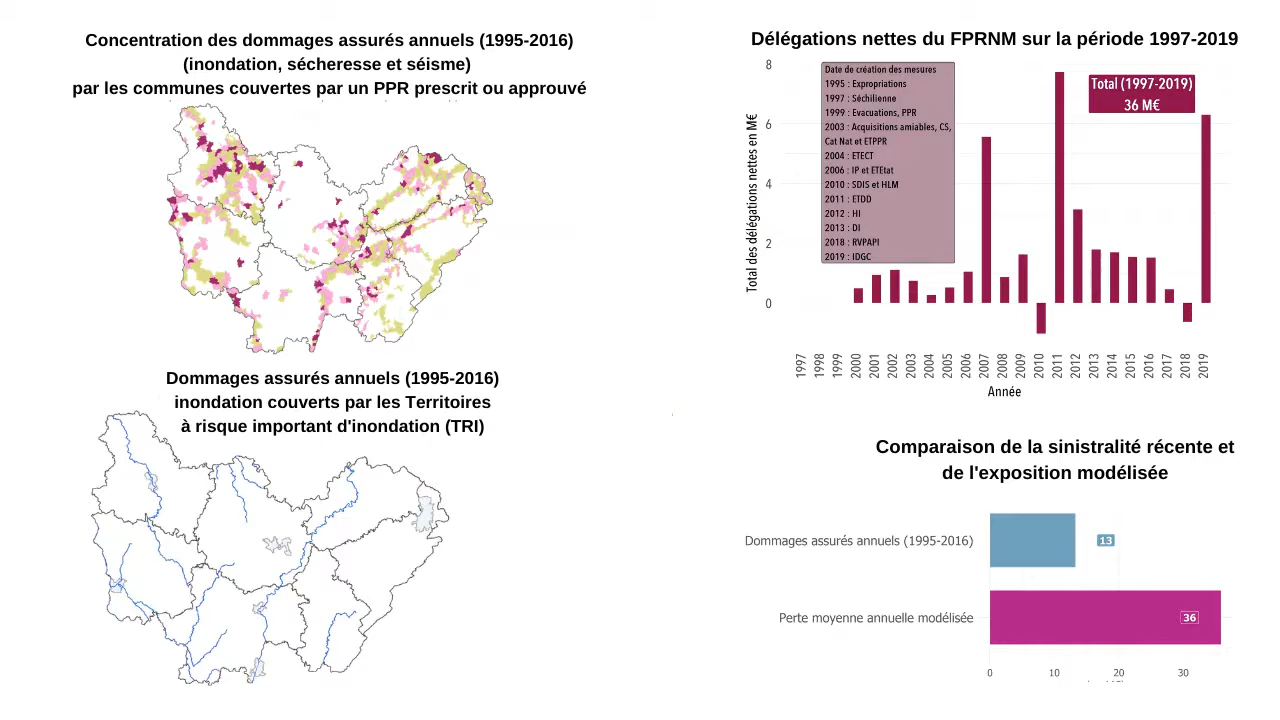 Concentration des dommages assurés annuels (1995-2016)
(inondation, sécheresse et séisme)
par les communes couvertes par un PPR prescrit ou approuvé
Dommages assurés annuels (1995-2016)
inondation couverts par les Territoires
à risque important d'inondation (TRI)
Délégations nettes du FPRNM sur la période 1997-2019
Total des délégations nettes en M€
8
6
4
2
0
Date de création des mesures
1995 : Expropriations
1997 : Séchilienne
1999 : Evacuations, PPR
2003 : Acquisitions amiables, CS,
Cat Nat et ETPPR
2004 : ETECT
2006 : IP et ETEtat
2010 : SDIS et HLM
2011 : ETDD
2012 : HI
2013 : DI
2018 : RVPAPI
2019 : IDGC
Total (1997-2019)
36 M€
1997 1998 1999 2000 2001 2002 2003 2004 2005 2006 2007 2008 2009 2010 2011 2012 2013 2014 2015 2016 2017 2018 2019
Année
Comparaison de la sinistralité récente et
de l'exposition modélisée
Dommages assurés annuels (1995-2016)
13
Perte moyenne annuelle modélisée
36
0 10 20 30